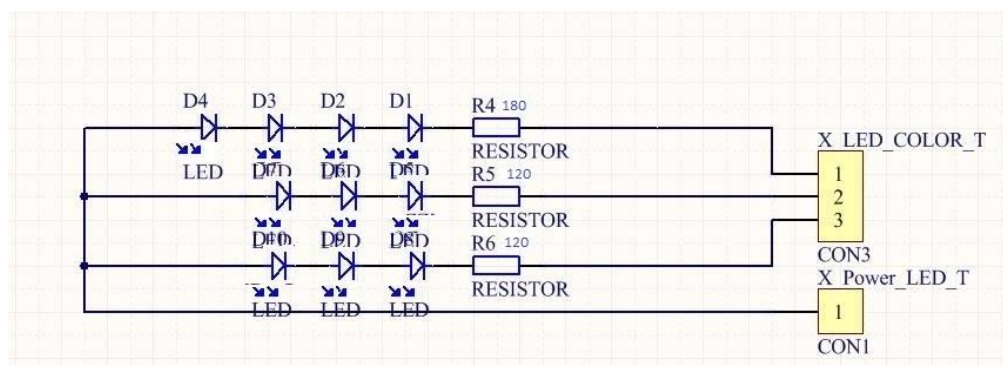 D4 D3 D2 D1 R4 180
X_LED_COLOR_T
LED RESISTOR
1
R5 120
2
RESISTOR
3
R6 120
CON3
X_Power_LED_T
RESISTOR
LED LED LED
1
CON1